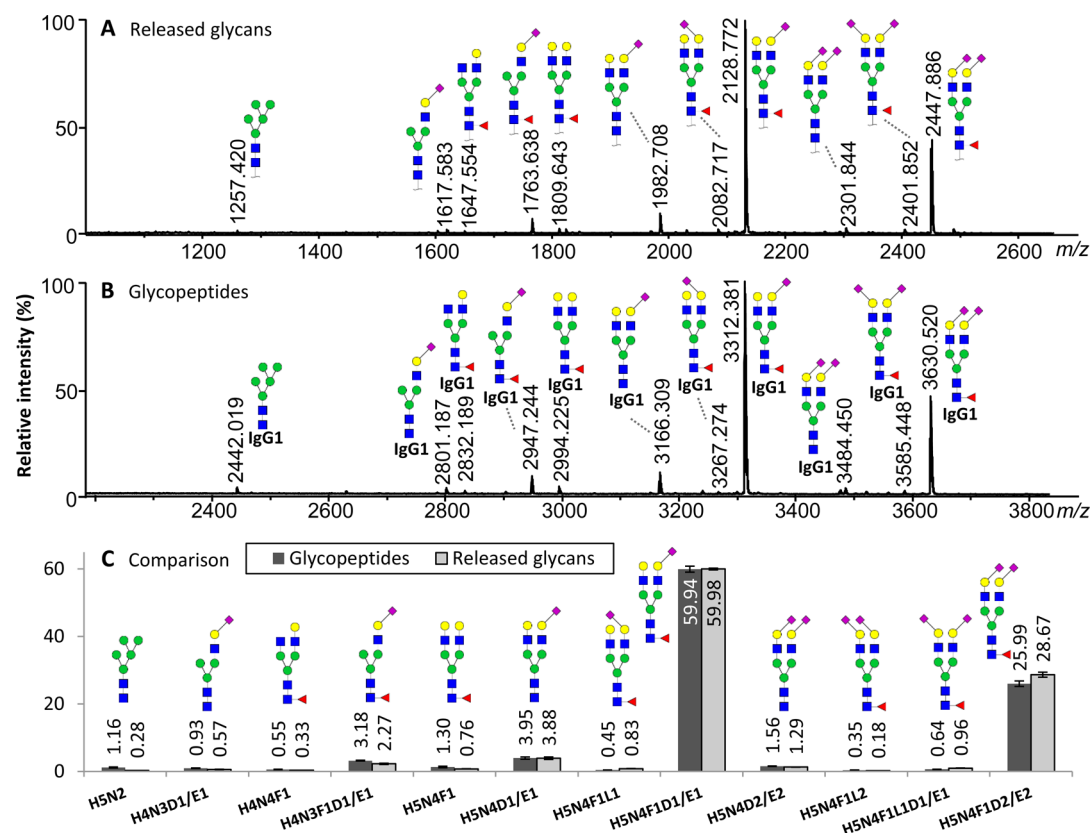 A Released glycans
100
50
0
1257.420
1617.583
1647.554
1763.638
1809.643
1982.708
2082.717
2128.772
2301.844
2401.852
2447.886
1200
1400
1600
1800
2000
2200
2400
2600
m/z
Relative intensity (%)
B Glycopeptides
100
50
0
2442.019
2801.187
2832.189
2947.244
2994.225
3166.309
3267.274
3312.381
3484.450
3585.448
3630.520
IgG1
IgG1
IgG1
IgG1
IgG1
IgG1
IgG1
IgG1
IgG1
IgG1
IgG1
2200
2400
2600
2800
3000
3200
3400
3600
3800
m/z
C Comparison
Glycopeptides
Released glycans
60
40
20
0
1.16
0.28
0.93
0.57
0.55
0.33
3.18
2.27
1.30
0.76
3.95
3.88
0.45
0.83
59.94
59.98
1.56
1.29
0.35
0.18
0.64
0.96
25.99
28.67
H5N2
H4N3D1/E1
H4N4F1
H4N3F1D1/E1
H5N4F1
H5N4D1/E1
H5N4F1L1
H5N4F1D1/E1
H5N4D2/E2
H5N4F1L2
H5N4F1L1D1/E1
H5N4F1D2/E2